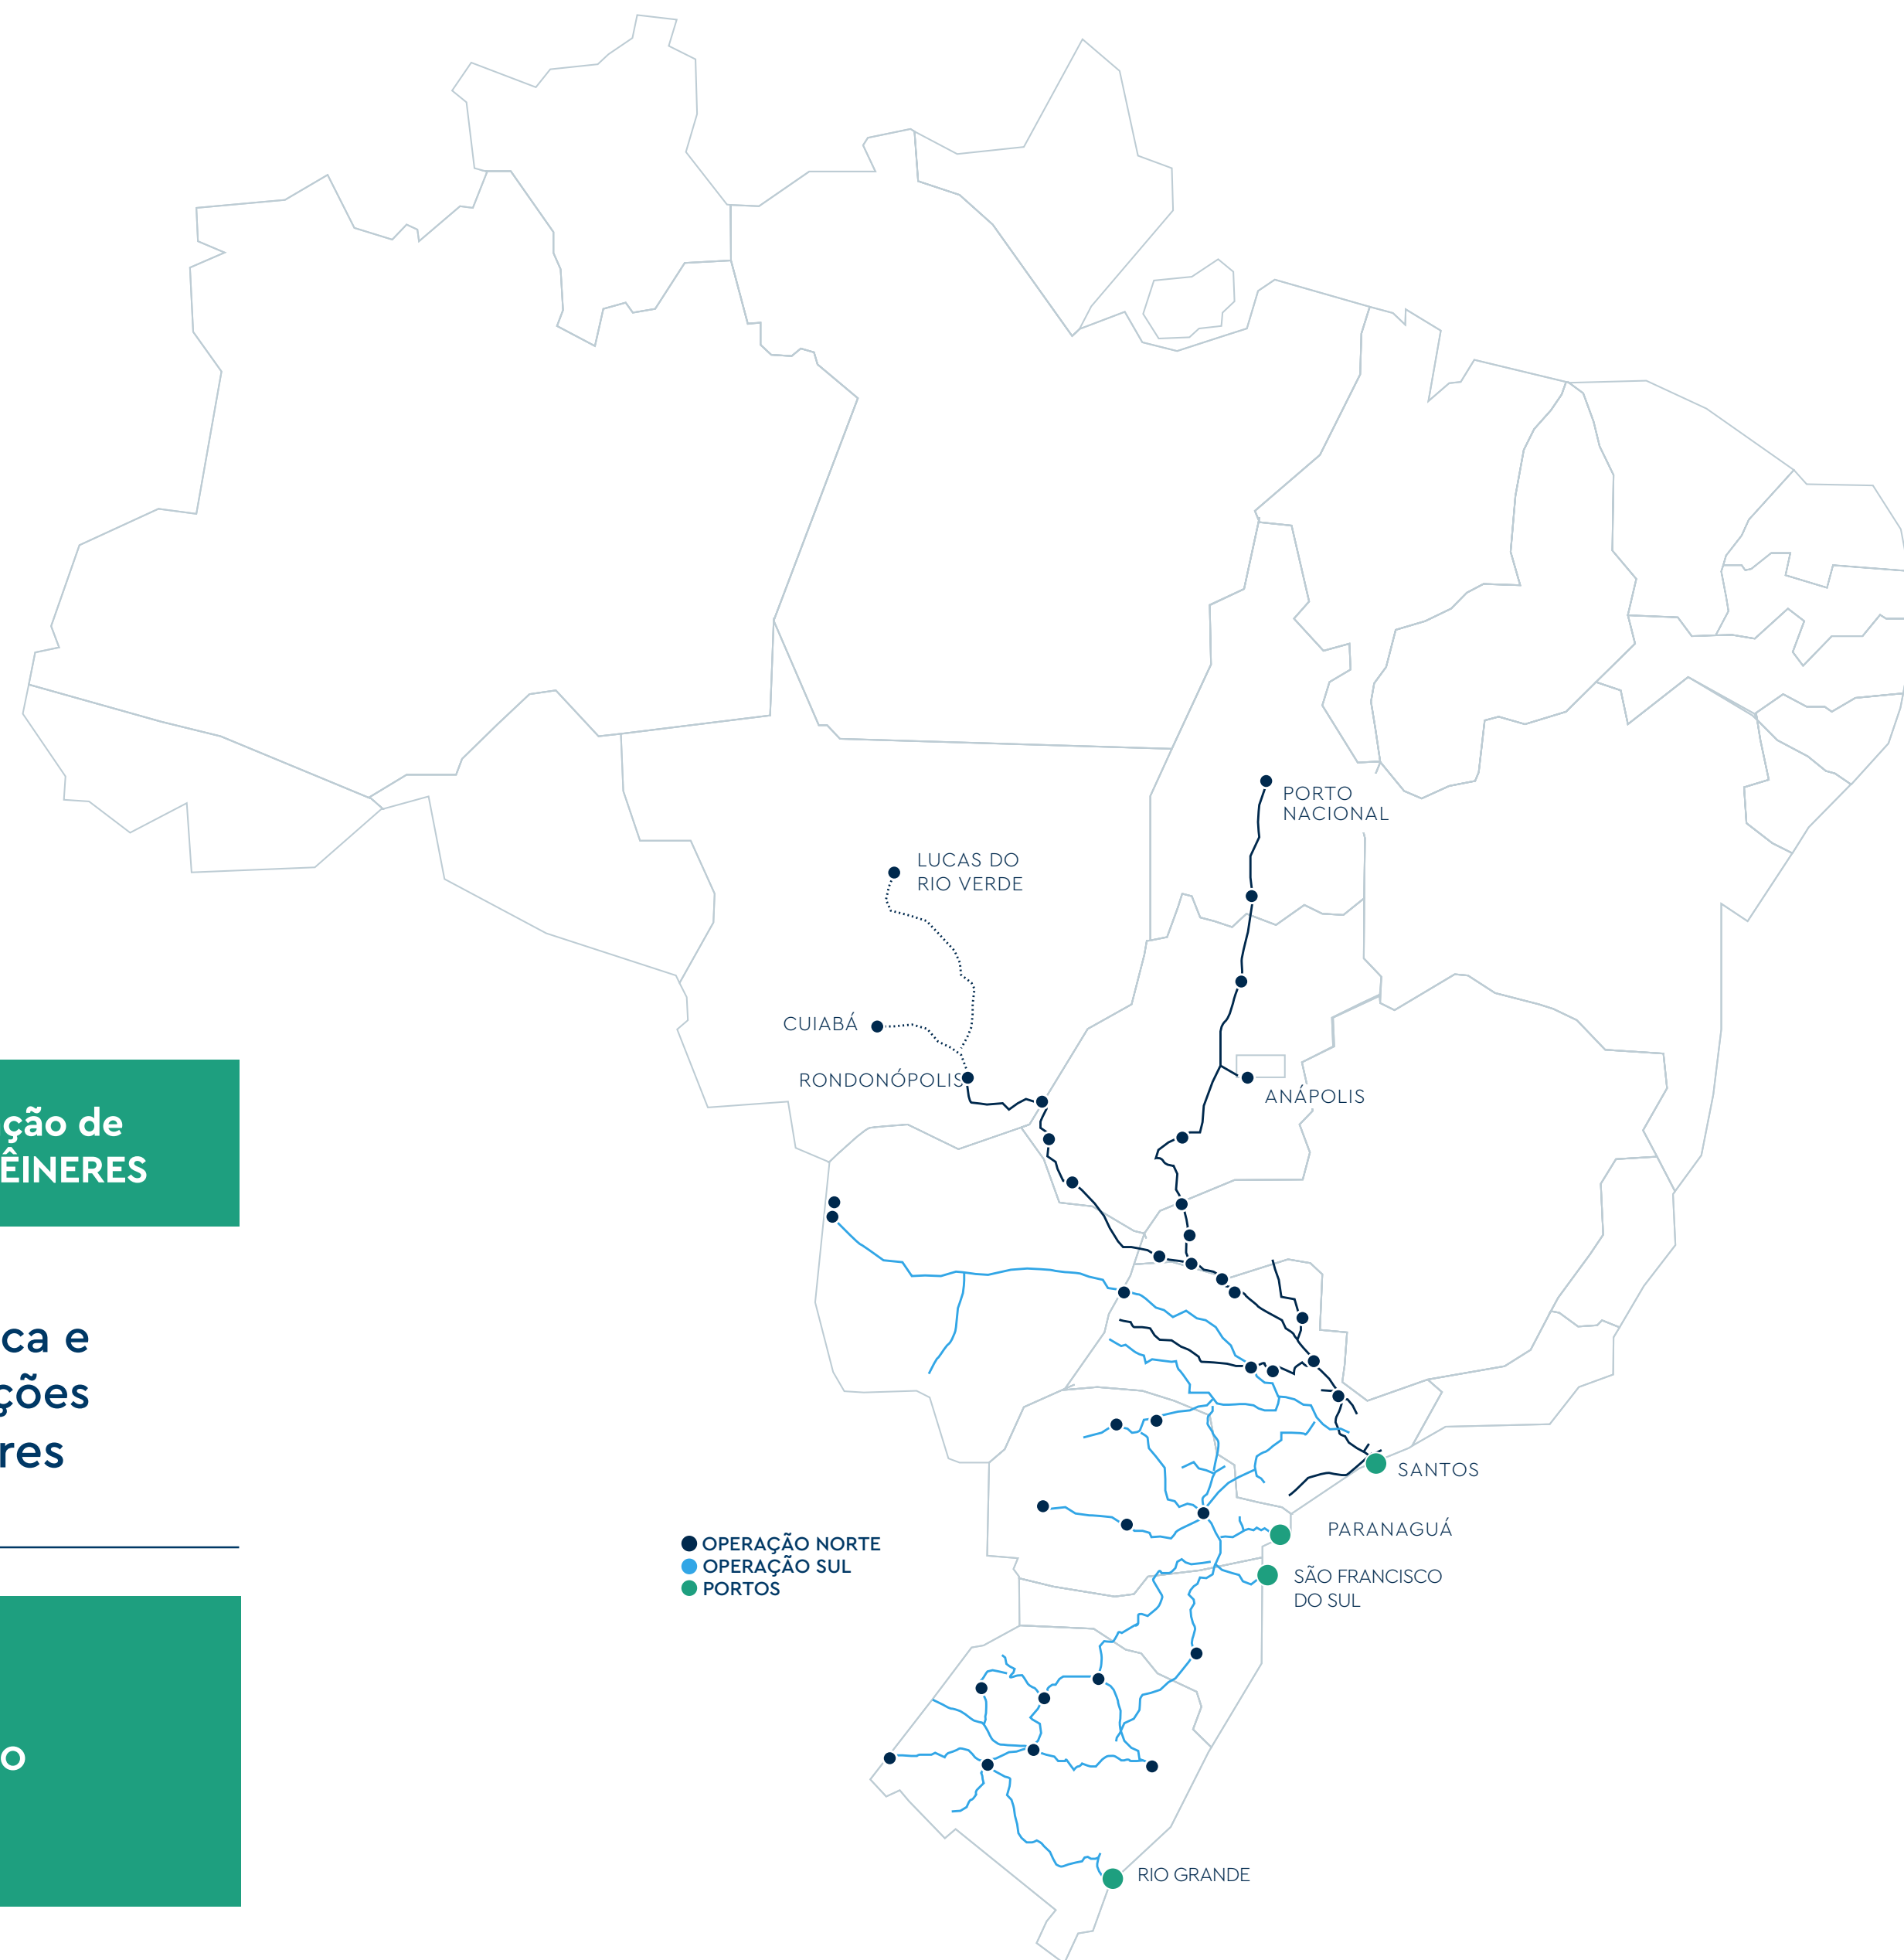 ção de
ÊINERES
ca e
ções
res
o
PORTO
NACIONAL
LUCAS DO
RIO VERDE
CUIABÁ
RONDONÓPOLIS
ANÁPOLIS
SANTOS
PARANAGUÁ
SÃO FRANCISCO
DO SUL
RIO GRANDE
OPERAÇÃO NORTE
OPERAÇÃO SUL
PORTOS